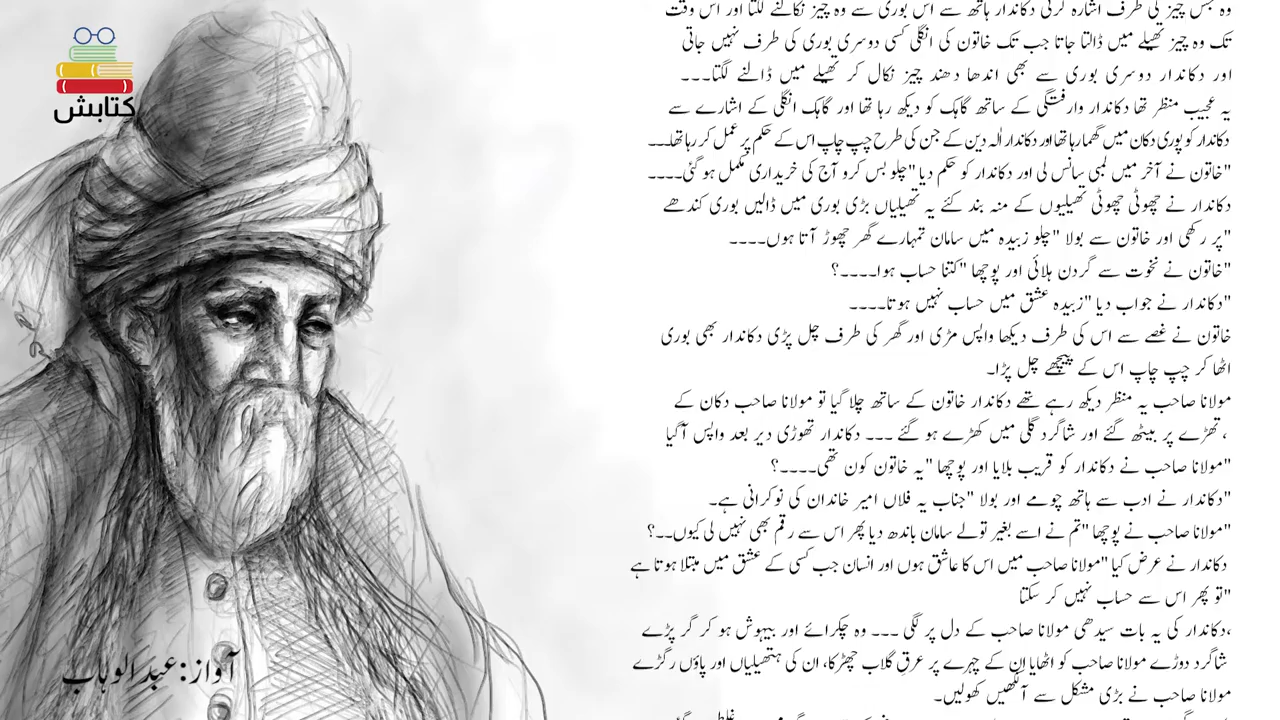 وہ جس چیز کی طرف اشارہ کرتی دکاندار ہاتھ سے اس بوری سے وہ چیز نکالنے لگتا اور اس وقت
تک وہ چیز تھیلے میں ڈالتا جاتا جب تک خاتون کی انگلی کسی دوسری بوری کی طرف نہیں جاتی
اور دکاندار دوسری بوری سے بھی اندھا دھند چیز نکال کر تھیلے میں ڈالنے لگتا۔۔۔
یہ عجیب منظر تھا دکاندار وارفتگی کے ساتھ گاہک کو دیکھ رہا تھا اور گاہک انگلی کے اشارے سے
دکاندار کو پوری دکان میں گھما رہا تھا اور دکاندار الٰہ دین کے جن کی طرح چپ چاپ اس کے حکم پر عمل کر رہا تھا۔۔۔
"خاتون نے آخر میں لمبی سانس لی اور دکاندار کو حکم دیا "چلو بس کرو آج کی خریداری مکمل ہو گئی۔۔۔۔
دکاندار نے چھوٹی چھوٹی تھیلیوں کے منہ بند کئے یہ تھیلیاں بڑی بوری میں ڈالیں بوری کندھے
"پر رکھی اور خاتون سے بولا "چلو زبیدہ میں سامان تمہارے گھر چھوڑ آتا ہوں۔۔۔۔
"خاتون نے نخوت سے گردن ہلائی اور پوچھا "کتنا حساب ہوا۔۔۔۔؟
"دکاندار نے جواب دیا "زبیدہ عشق میں حساب نہیں ہوتا۔۔۔۔
خاتون نے غصے سے اس کی طرف دیکھا واپس مڑی اور گھر کی طرف چل پڑی دکاندار بھی بوری
اٹھا کر چپ چاپ اس کے پیچھے چل پڑا۔
مولانا صاحب یہ منظر دیکھ رہے تھے دکاندار خاتون کے ساتھ چلا گیا تو مولانا صاحب دکان کے
، تھڑے پر بیٹھ گئے اور شاگرد گلی میں کھڑے ہو گئے ۔۔۔ دکاندار تھوڑی دیر بعد واپس آ گیا
"مولانا صاحب نے دکاندار کو قریب بلایا اور پوچھا "یہ خاتون کون تھی۔۔۔۔؟
"دکاندار نے ادب سے ہاتھ چومے اور بولا "جناب یہ فلاں امیر خاندان کی نوکرانی ہے۔
"مولانا صاحب نے پوچھا "تم نے اسے بغیر تولے سامان باندھ دیا پھر اس سے رقم بھی نہیں لی کیوں۔۔؟
دکاندار نے عرض کیا "مولانا صاحب میں اس کا عاشق ہوں اور انسان جب کسی کے عشق میں مبتلا ہوتا ہے
"تو پھر اس سے حساب نہیں کر سکتا
،دکاندار کی یہ بات سیدھی مولانا صاحب کے دل پر لگی ۔۔۔ وہ چکرائے اور بیہوش ہو کر گر پڑے
شاگرد دوڑے مولانا صاحب کو اٹھایا ان کے چہرے پر عرقِ گلاب چھڑکا، ان کی ہتھیلیاں اور پاؤں رگڑے
مولانا صاحب نے بڑی مشکل سے آنکھیں کھولیں۔
کتابش
آواز: عبد الوہاب